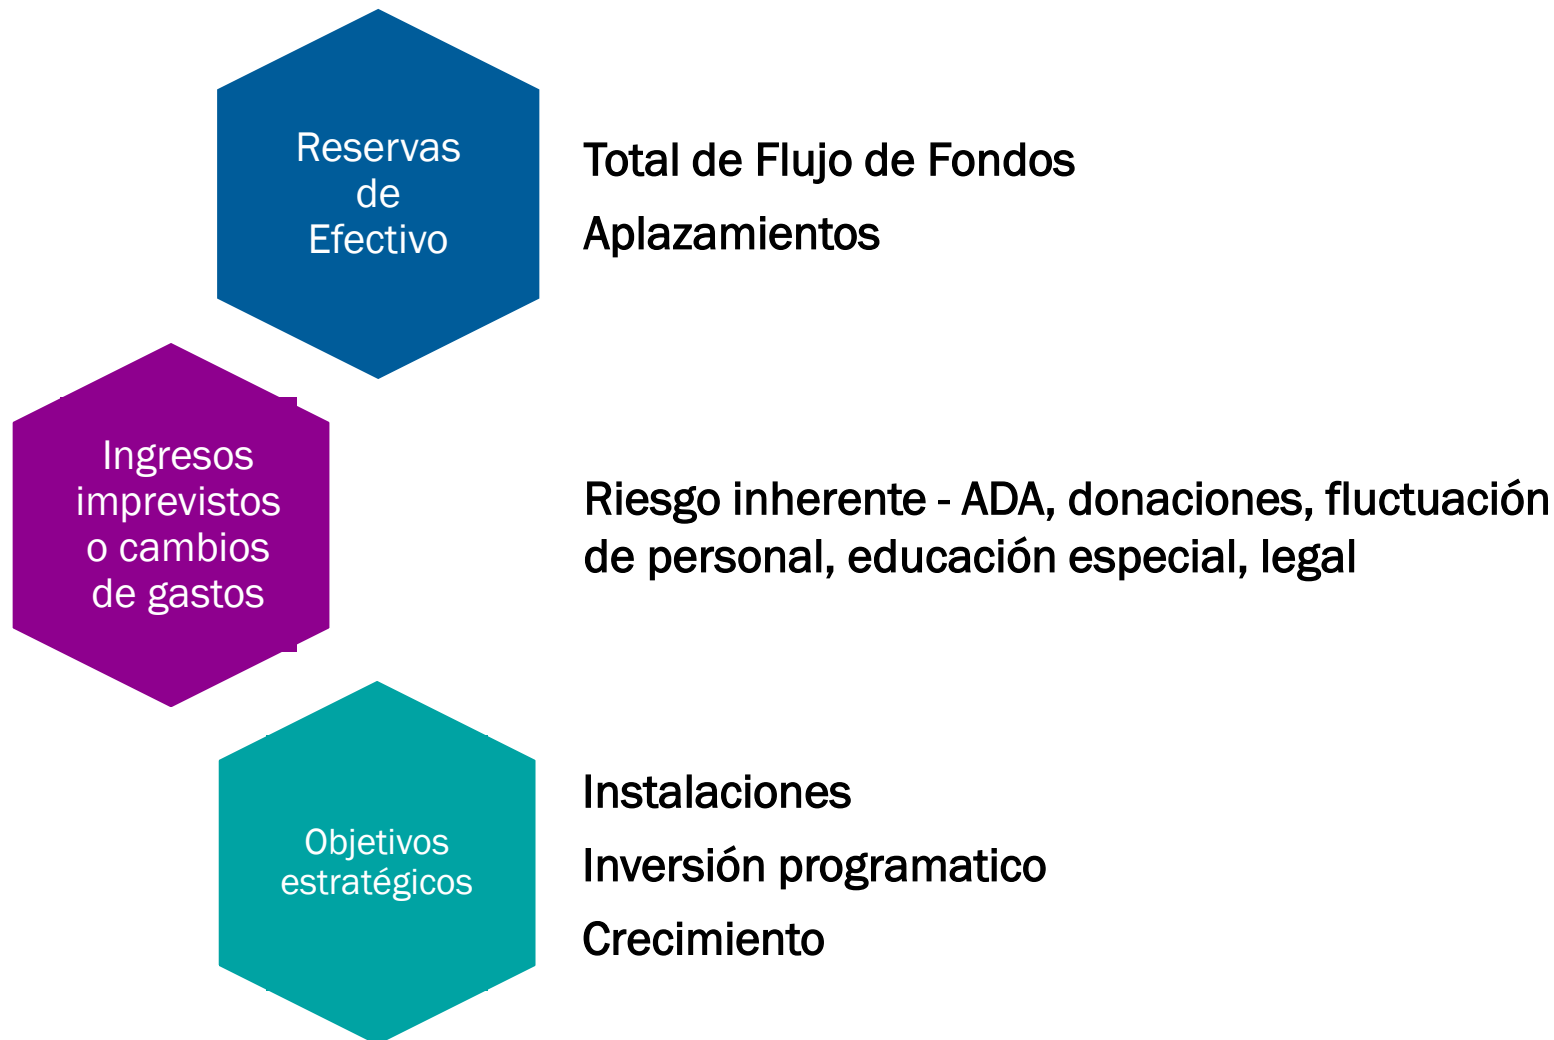 Reservas
de
Efectivo
Total de Flujo de Fondos
Aplazamientos
Ingresos
imprevistos
o cambios
de gastos
Riesgo inherente - ADA, donaciones, fluctuación
de personal, educación especial, legal
Objetivos
estratégicos
Instalaciones
Inversión programatico
Crecimiento